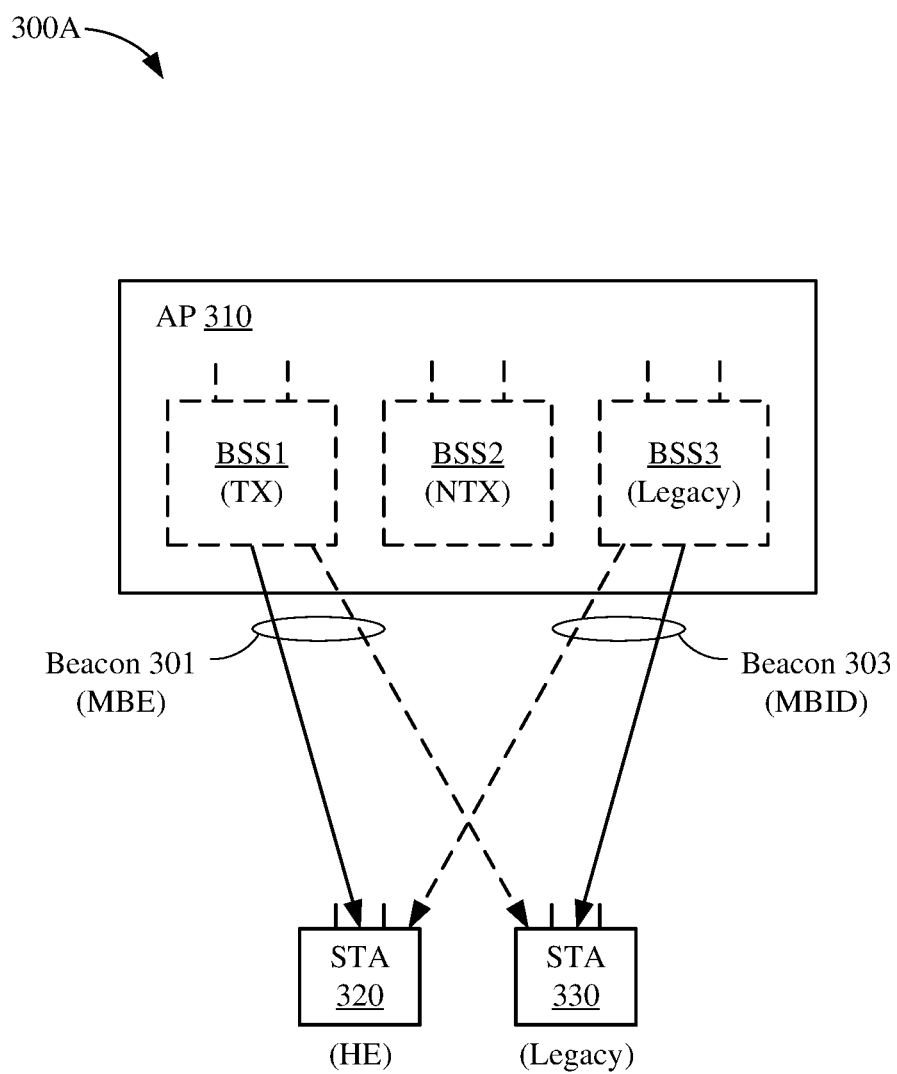 300A
AP 310
BSS1
(TX)
BSS2
(NTX)
BSS3
(Legacy)
Beacon 301
(MBE)
Beacon 303
(MBID)
STA
320
(HE)
STA
330
(Legacy)